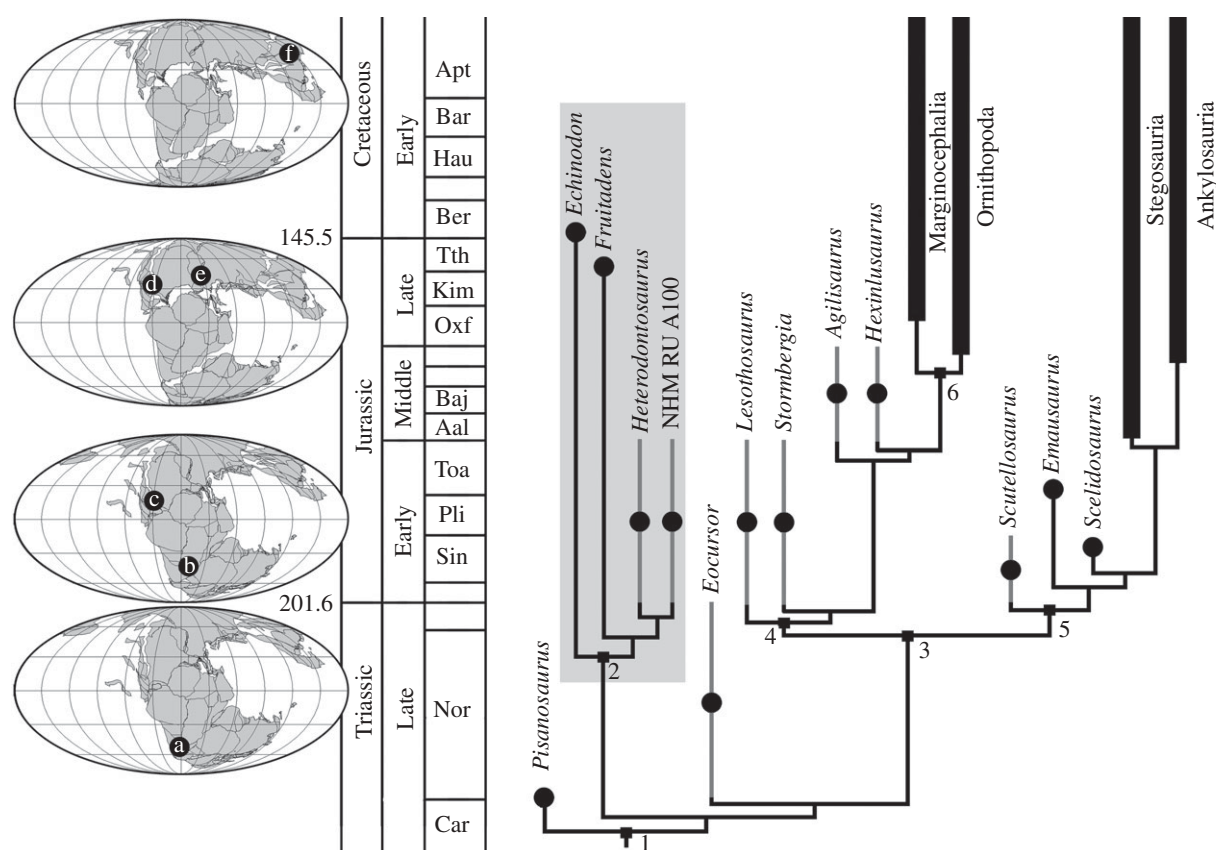 f
d
e
c
b
a
145.5
201.6
Cretaceous
Jurassic
Triassic
Early
Late
Middle
Early
Late
Apt
Bar
Hau
Ber
Tth
Kim
Oxf
Baj
Aal
Toa
Pli
Sin
Nor
Car
Pisanosaurus
Echinodon
Fruitadens
Heterodontosaurus
NHM RU A100
Eocursor
Lesothosaurus
Stormbergia
Agilisaurus
Hexinlusaurus
Marginocephalia
Ornithopoda
Scutellosaurus
Emausaurus
Scelidosaurus
Stegosauria
Ankylosauria
6
4
5
3
2
1